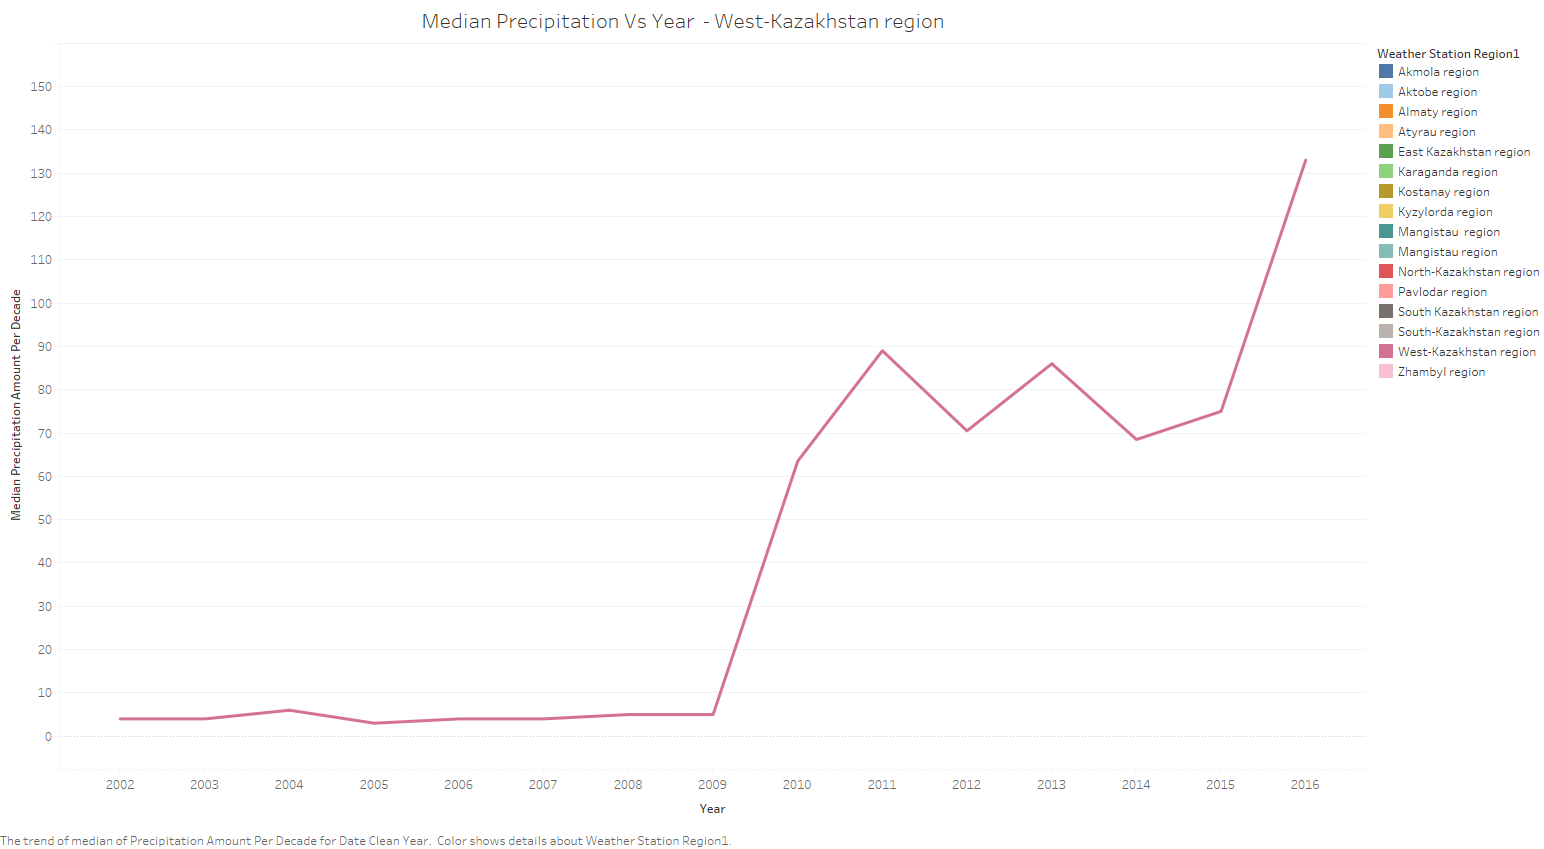 Median Precipitation Vs Year  - West-Kazakhstan region
Weather Station Region1
Akmola region
Aktobe region
Almaty region
Atyrau region
East Kazakhstan region
Karaganda region
Kostanay region
Kyzylorda region
Mangistau  region
Mangistau region
North-Kazakhstan region
Pavlodar region
South Kazakhstan region
South-Kazakhstan region
West-Kazakhstan region
Zhambyl region
Median Precipitation Amount Per Decade
150
140
130
120
110
100
90
80
70
60
50
40
30
20
10
0
2002 2003 2004 2005 2006 2007 2008 2009 2010 2011 2012 2013 2014 2015 2016
Year
The trend of median of Precipitation Amount Per Decade for Date Clean Year.  Color shows details about Weather Station Region1.